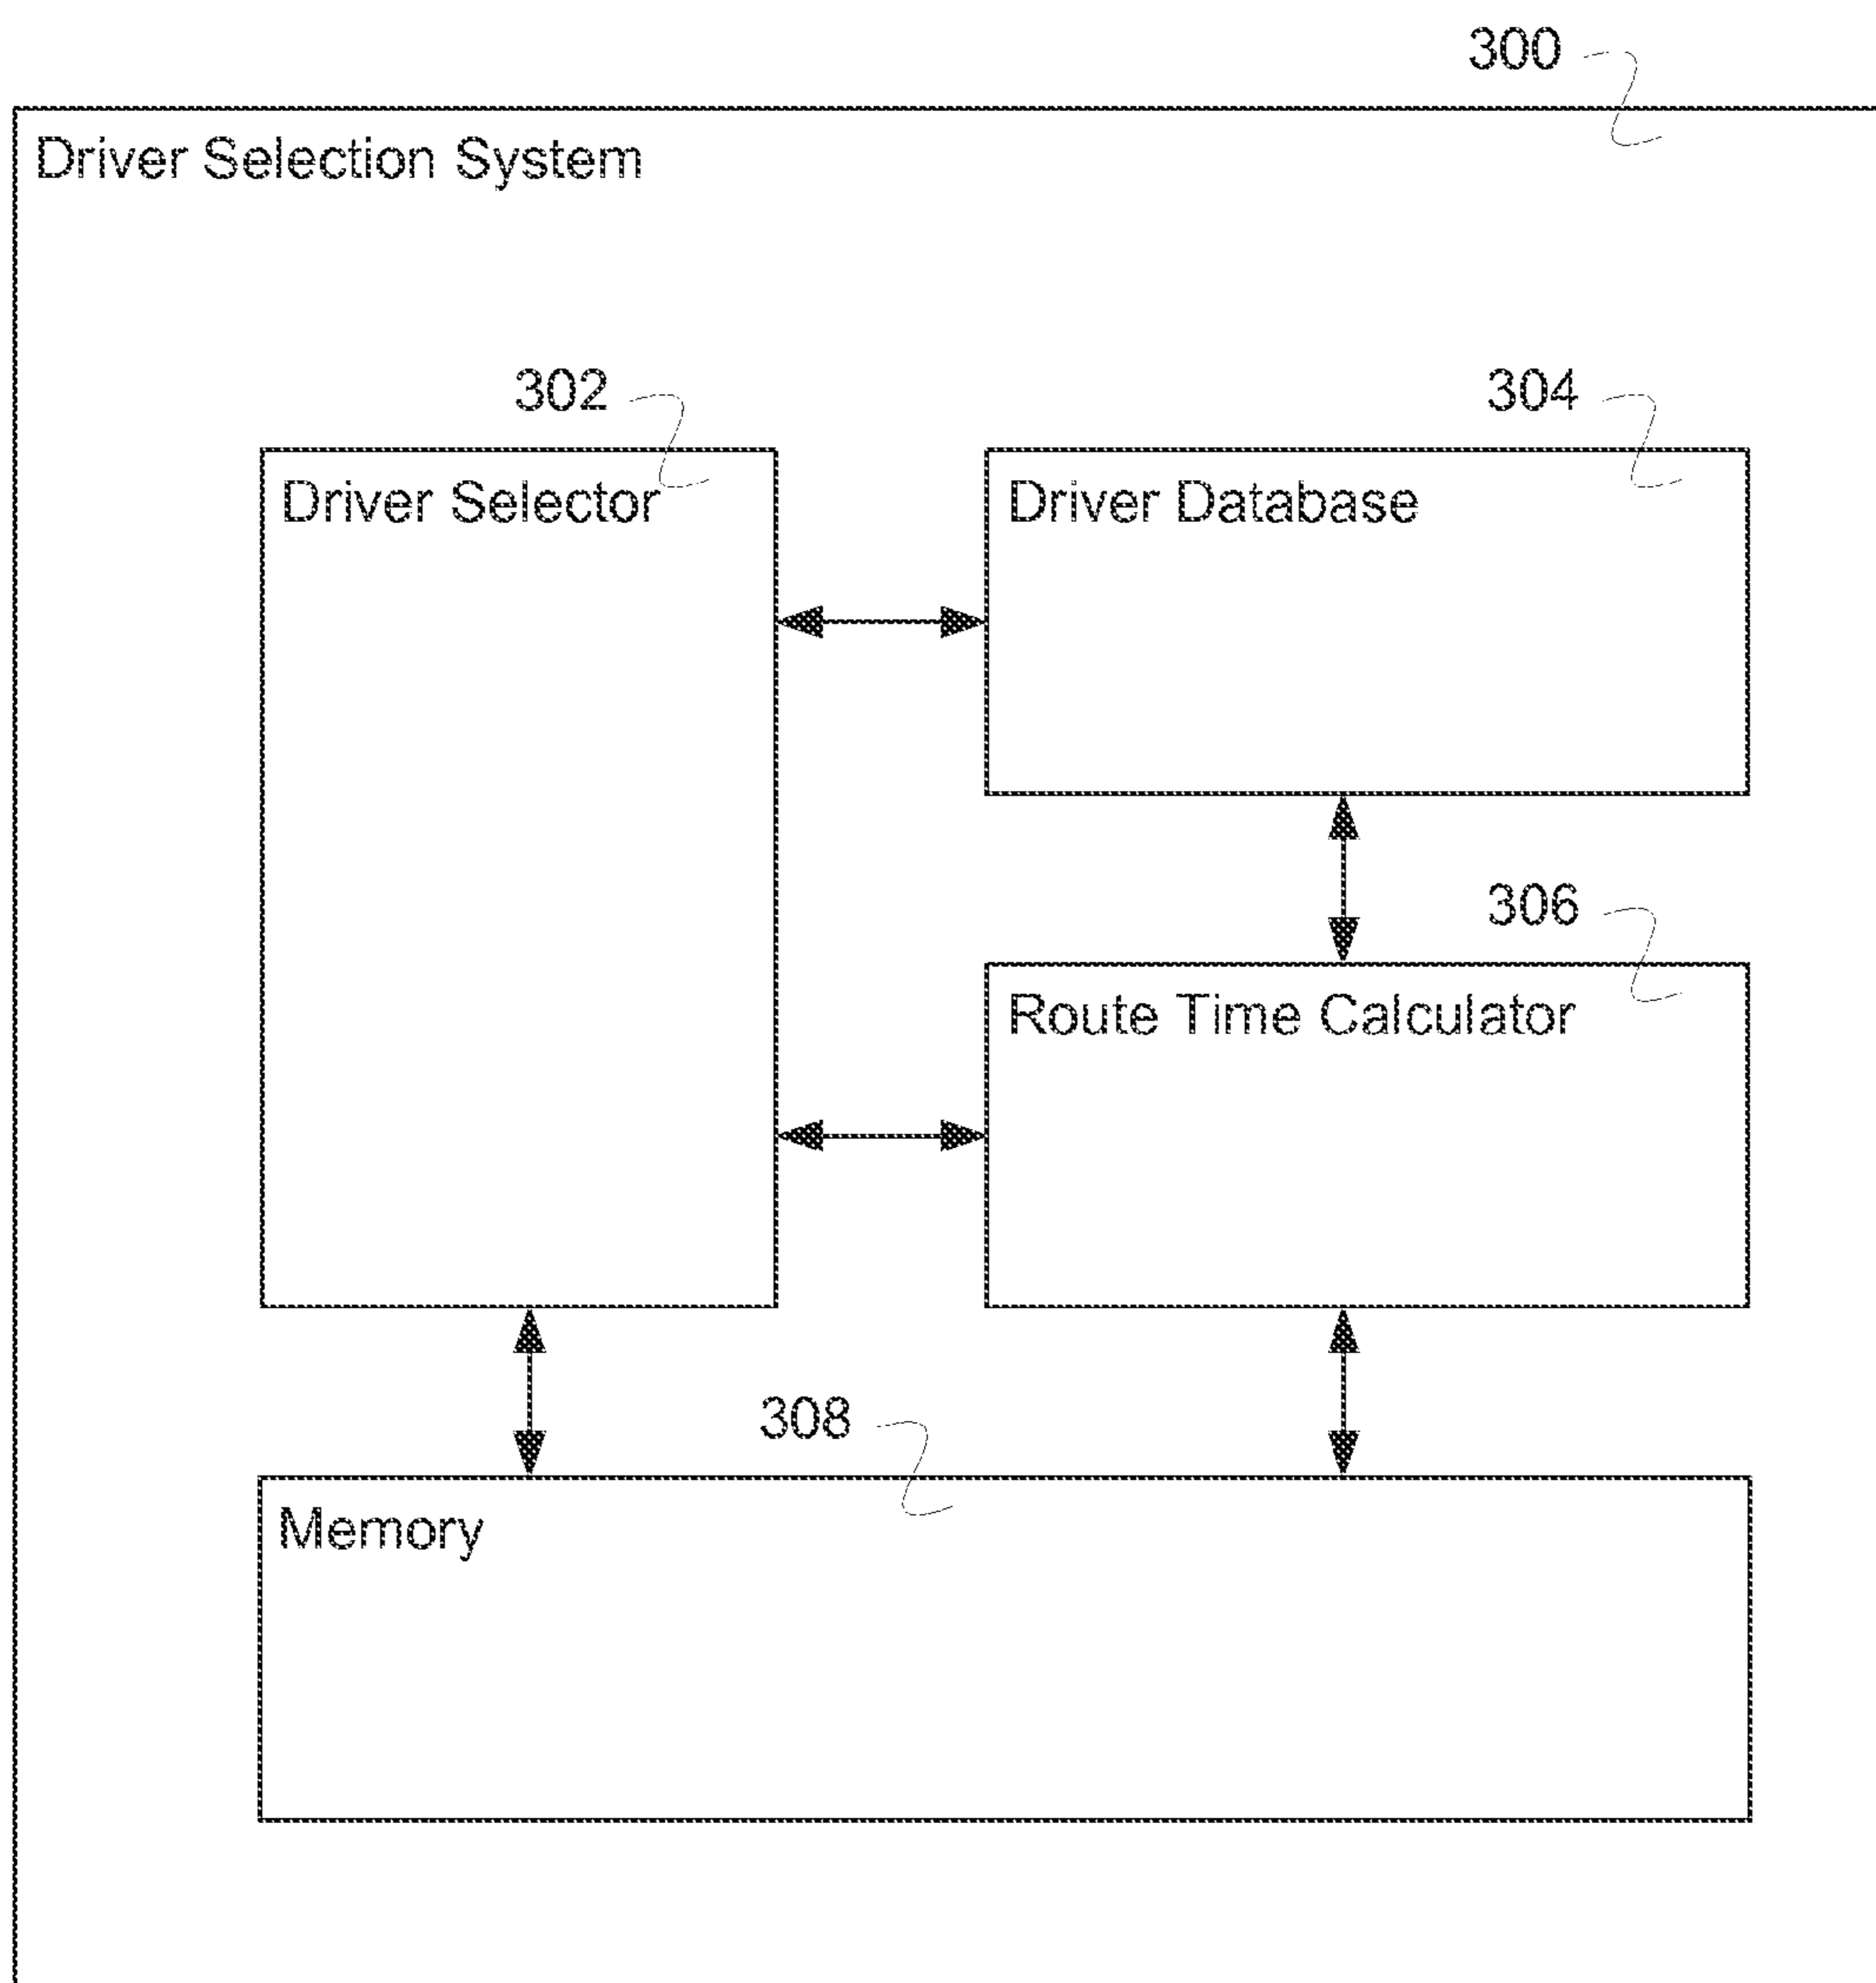 300
Driver Selection System
302
304
Driver Selector
Driver Database
306
Route Time Calculator
308
Memory